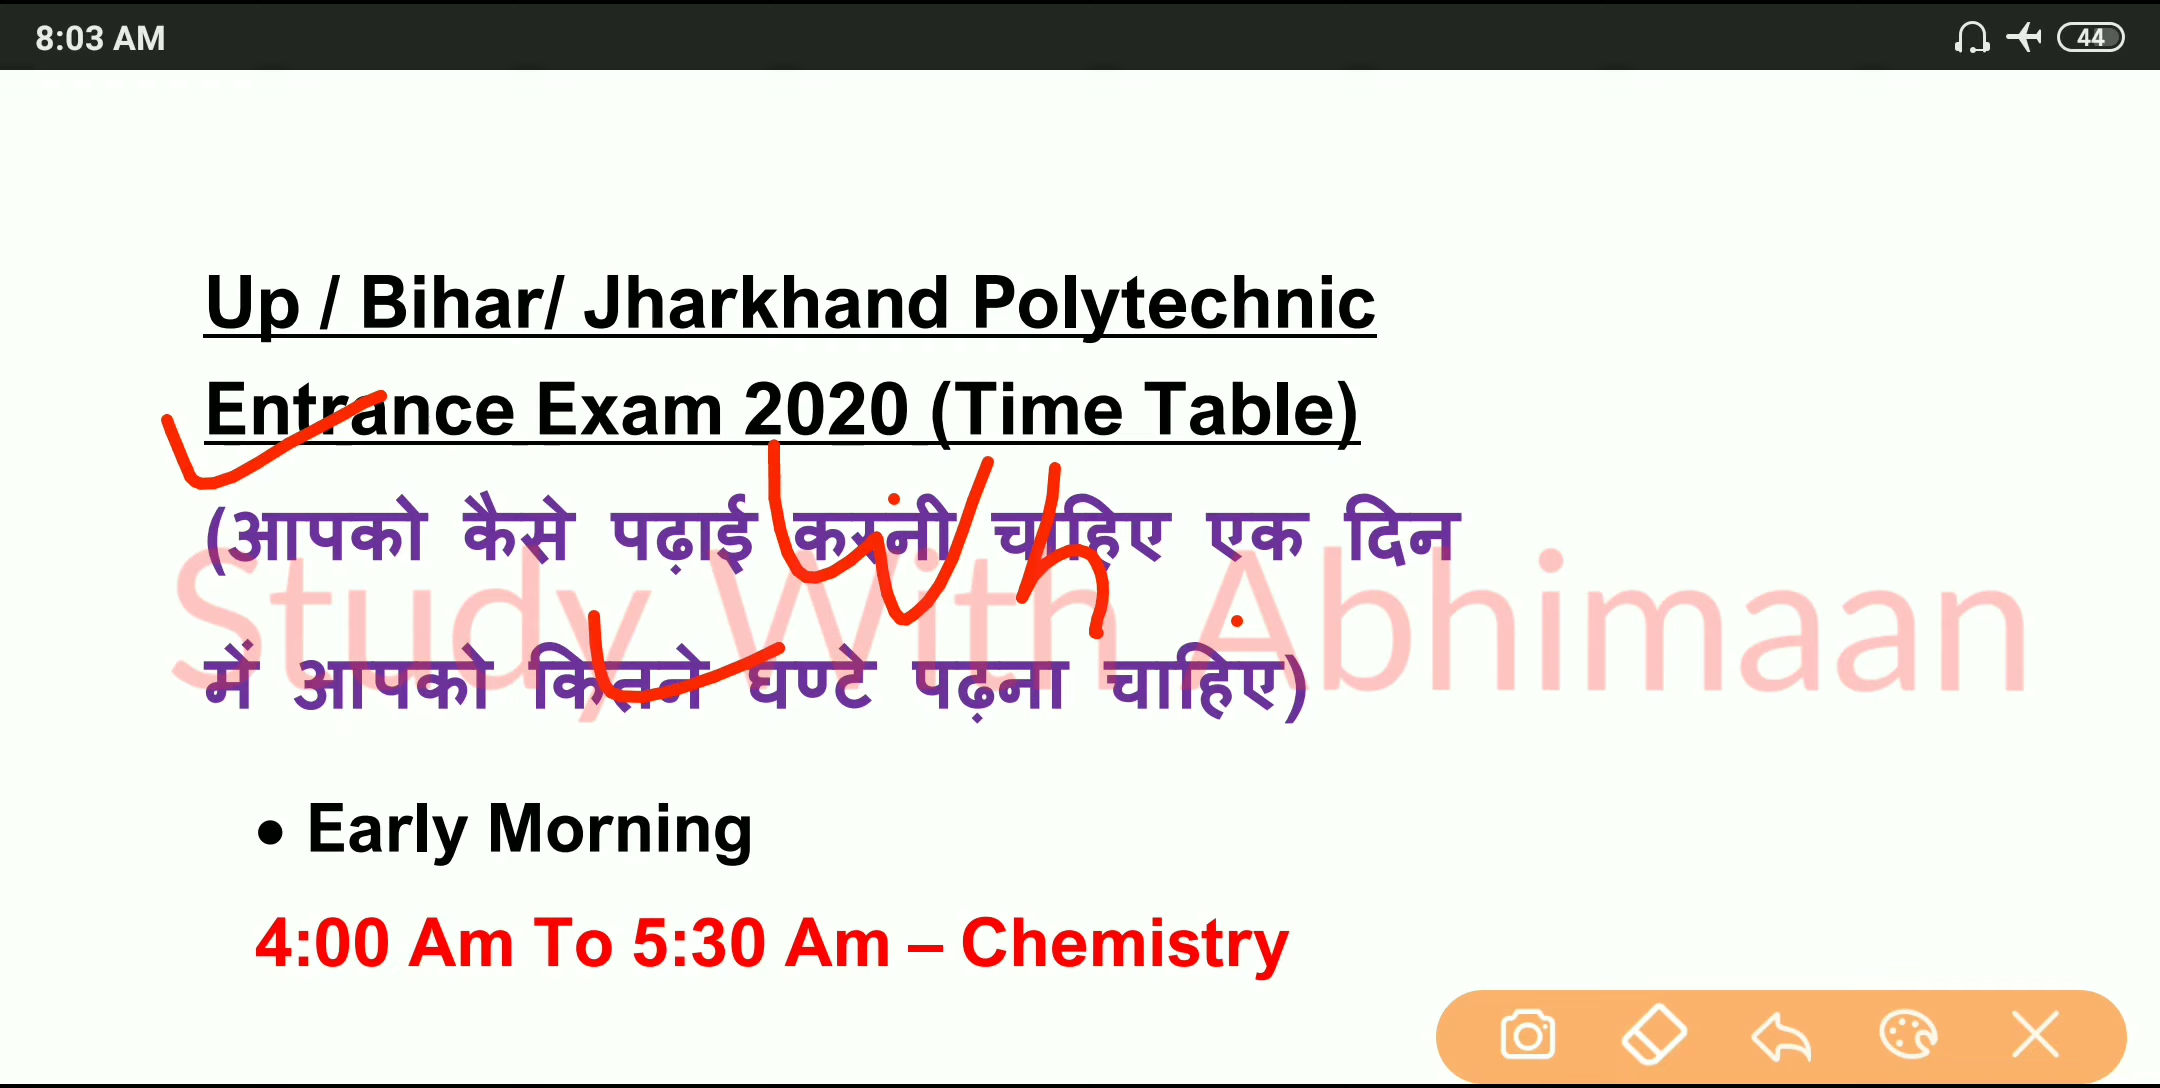 8:03 AM
44
Up / Bihar/ Jharkhand Polytechnic
Entrance Exam 2020 (Time Table)
(आपको कैसे पढ़ाई करनी चाहिए एक दिन
में आपको कितने घण्टे पढ़ना चाहिए)
Study With Abhimaan
• Early Morning
4:00 Am To 5:30 Am – Chemistry